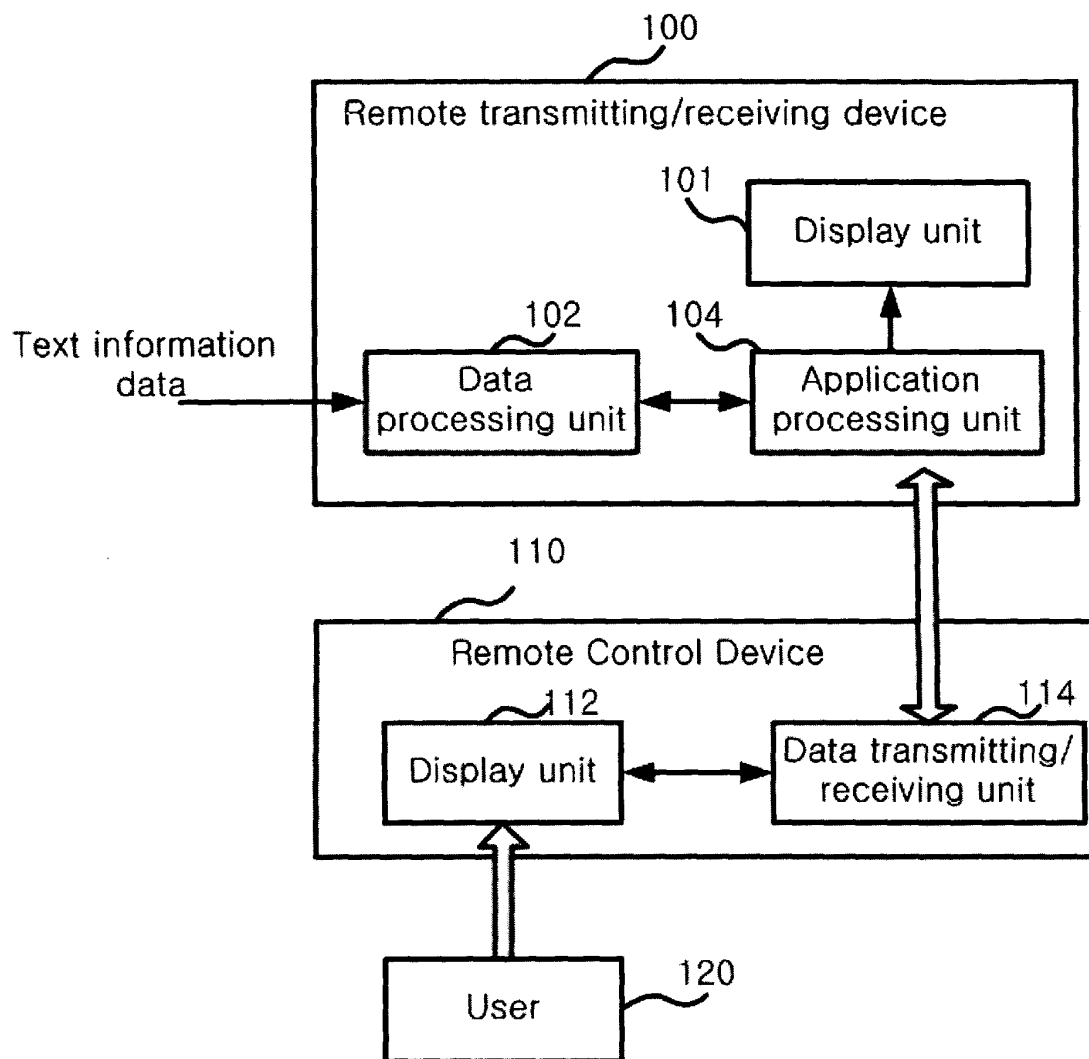 100
Remote transmitting/receiving device
101
Display unit
102
104
Text information
data
Data
processing unit
Application
processing unit
110
Remote Control Device
112
114
Display unit
Data transmitting/
receiving unit
User
120